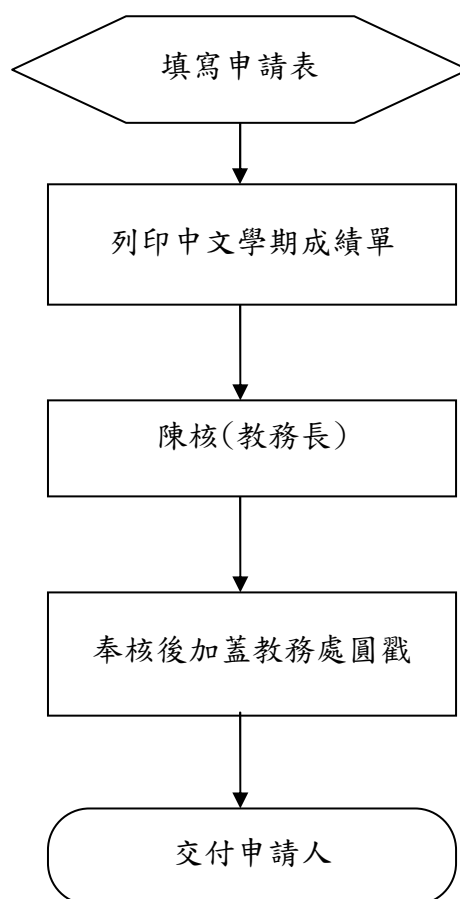 填寫申請表
列印中文學期成績單
陳核(教務長)
奉核後加蓋教務處圓戳
交付申請人